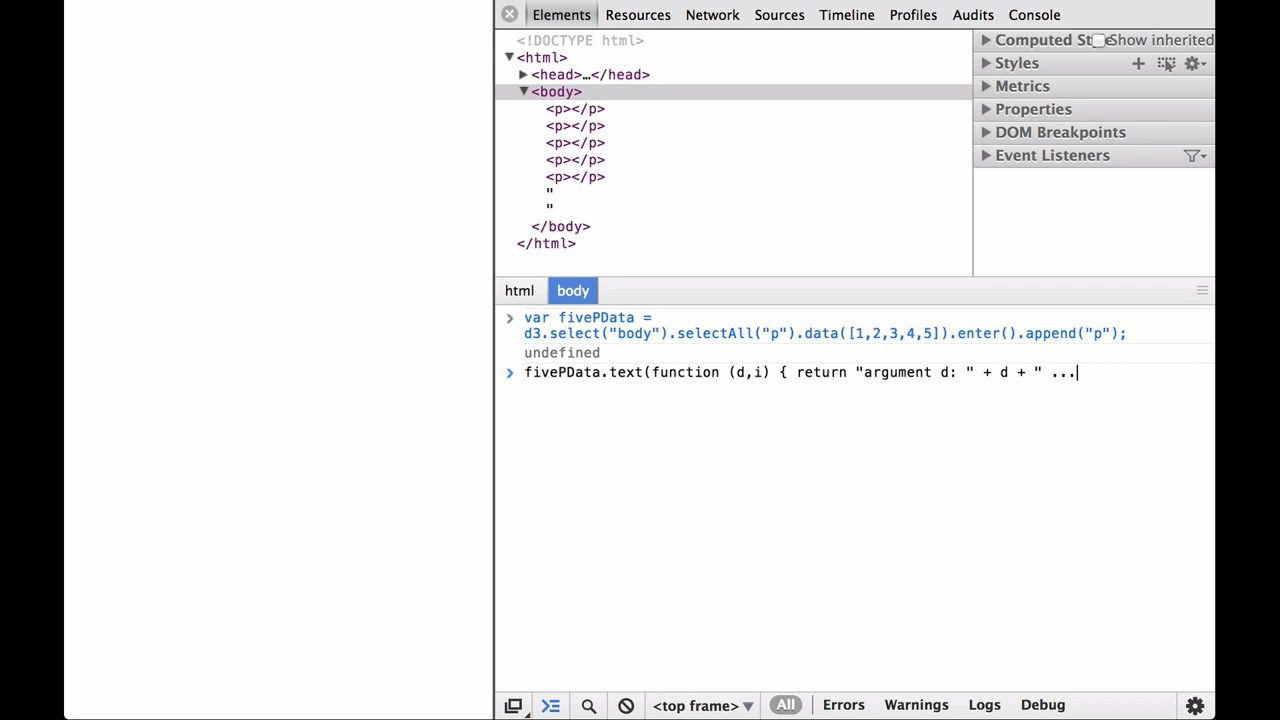 Elements Resources Network Sources Timeline Profiles Audits Console
<!DOCTYPE html>
▼<html>
▶<head>…</head>
▼<body>
<p></p>
<p></p>
<p></p>
<p></p>
<p></p>
"
"
</body>
</html>
▶ Computed St Show inherited
▶ Styles
▶ Metrics
▶ Properties
▶ DOM Breakpoints
▶ Event Listeners
html body
> var fivePData =
d3.select("body").selectAll("p").data([1,2,3,4,5]).enter().append("p");
undefined
> fivePData.text(function (d,i) { return "argument d: " + d + " ...
<top frame> ▼ All Errors Warnings Logs Debug